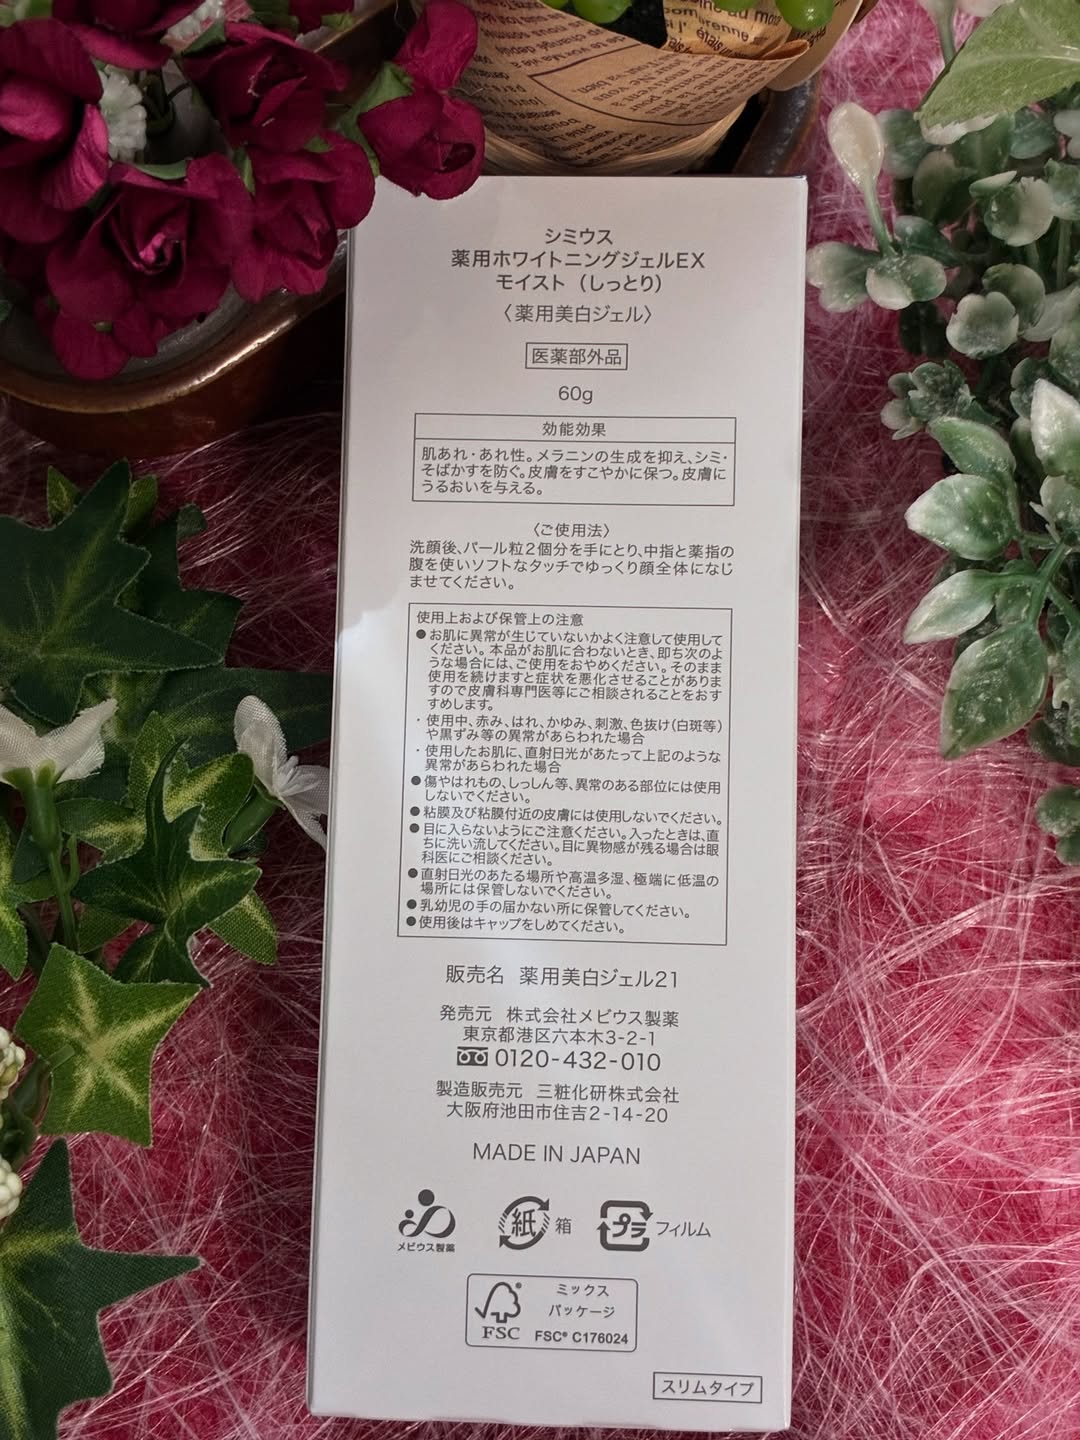 シミウス
薬用ホワイトニングジェルEX
モイスト（しっとり）
〈薬用美白ジェル〉
医薬部外品
60g
効能効果
肌あれ・あれ性。メラニンの生成を抑え、シミ・
そばかすを防ぐ。皮膚をすこやかに保つ。皮膚に
うるおいを与える。
〈ご使用法〉
洗顔後、パール粒2個分を手にとり、中指と薬指の
腹を使いソフトなタッチでゆっくり顔全体になじ
ませてください。
使用上および保管上の注意
●お肌に異常が生じていないかよく注意して使用して
ください。本品がお肌に合わないとき、即ち次のよ
うな場合には、ご使用をおやめください。そのまま
使用を続けますと症状を悪化させることがありま
すので皮膚科専門医等にご相談されることをおす
すめします。
・使用中、赤み、はれ、かゆみ、刺激、色抜け(白斑等)
や黒ずみ等の異常があらわれた場合
・使用したお肌に、直射日光があたって上記のような
異常があらわれた場合
●傷やはれもの、しっしん等、異常のある部位には使用
しないでください。
●粘膜及び粘膜付近の皮膚には使用しないでください。
●目に入らないようにご注意ください。入ったときは、直
ちに洗い流してください。目に異物感が残る場合は眼
科医にご相談ください。
●直射日光のあたる場所や高温多湿、極端に低温の
場所には保管しないでください。
●乳幼児の手の届かない所に保管してください。
●使用後はキャップをしめてください。
販売名 薬用美白ジェル21
発売元 株式会社メビウス製薬
東京都港区六本木3-2-1
0120-432-010
製造販売元 三粧化研株式会社
大阪府池田市住吉2-14-20
MADE IN JAPAN
メビウス製薬
紙 箱
プラ フィルム
ミックス
パッケージ
FSC FSC® C176024
スリムタイプ